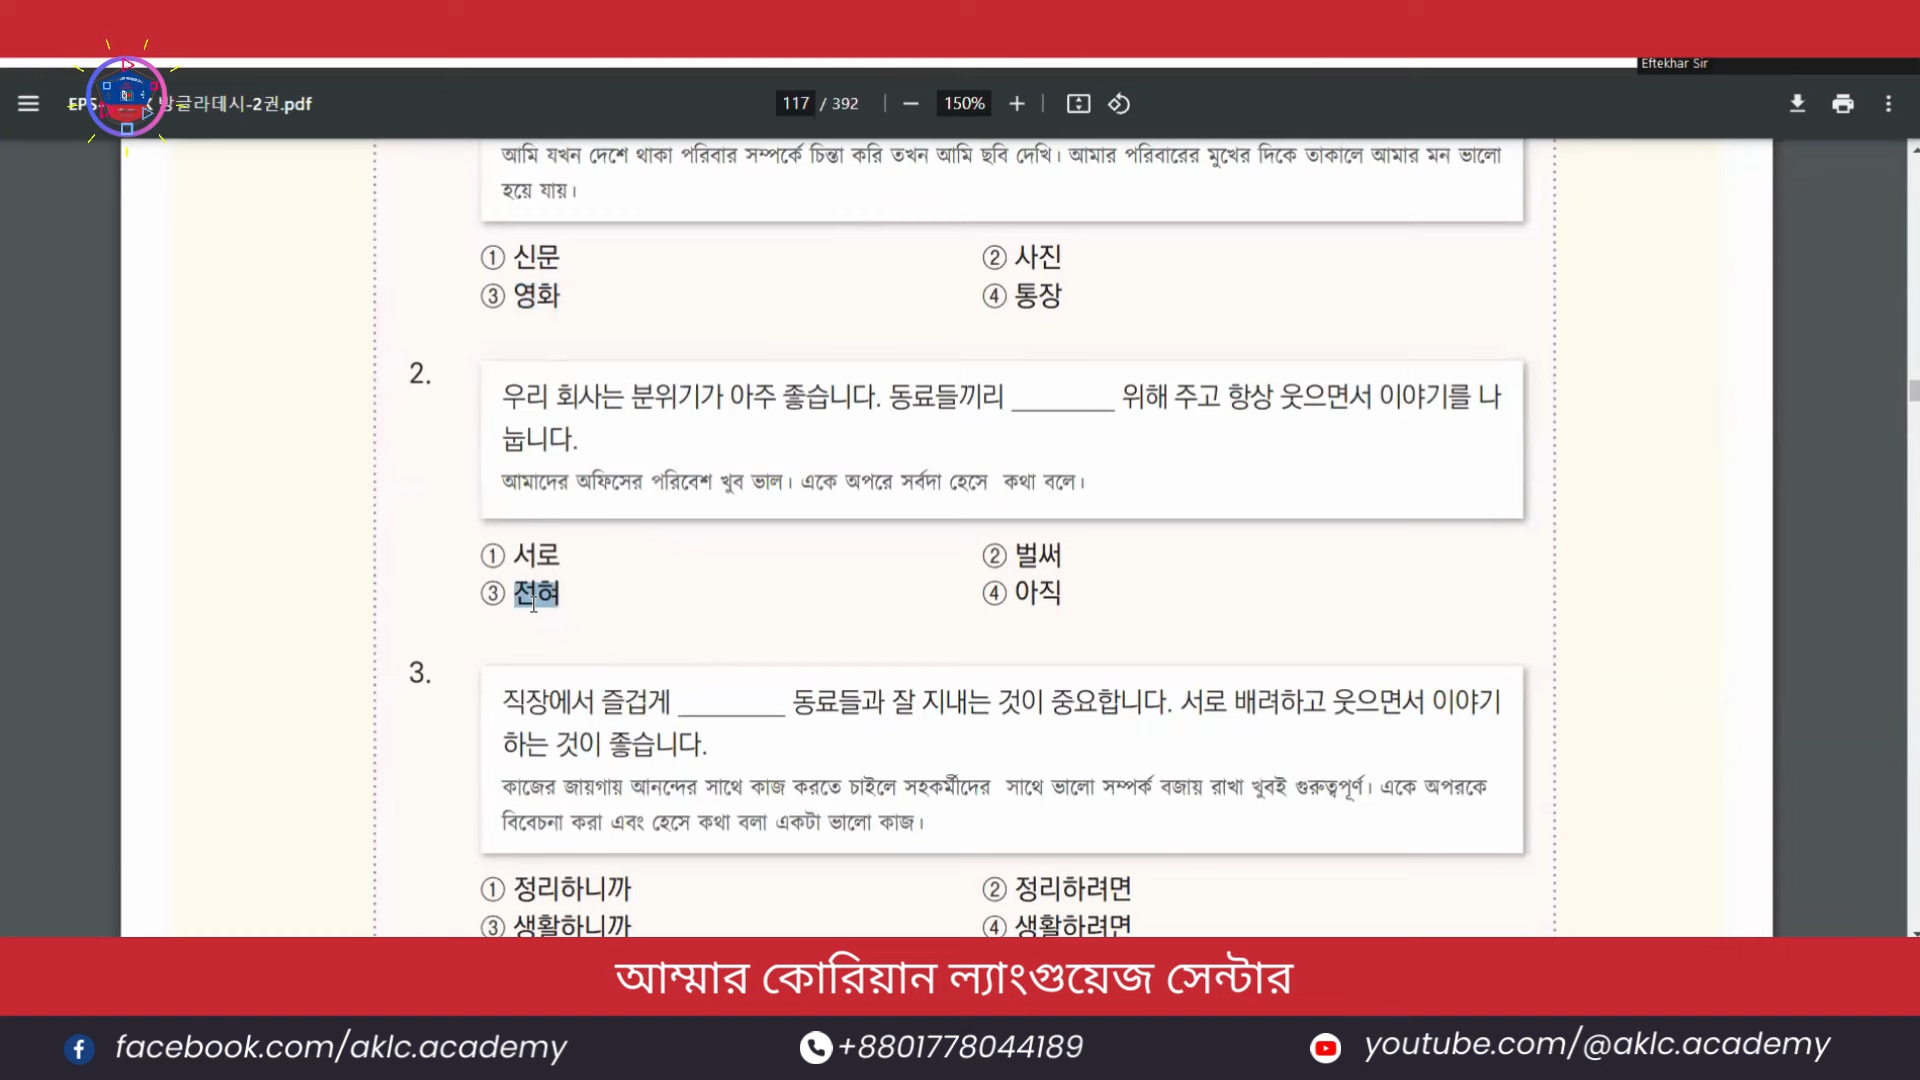 Eftekhar Sir
방글라데시-2권.pdf
117 / 392
150%
আমি যখন দেশে থাকা পরিবার সম্পর্কে চিন্তা করি তখন আমি ছবি দেখি। আমার পরিবারের মুখের দিকে তাকালে আমার মন ভালো
হয়ে যায়।
① 신문
② 사진
③ 영화
④ 통장
2.
우리 회사는 분위기가 아주 좋습니다. 동료들끼리 ________ 위해 주고 항상 웃으면서 이야기를 나
눕니다.
আমাদের অফিসের পরিবেশ খুব ভাল। একে অপরে সর্বদা হেসে কথা বলে।
① 서로
② 벌써
③ 전혀
④ 아직
3.
직장에서 즐겁게 ________ 동료들과 잘 지내는 것이 중요합니다. 서로 배려하고 웃으면서 이야기
하는 것이 좋습니다.
কাজের জায়গায় আনন্দের সাথে কাজ করতে চাইলে সহকর্মীদের সাথে ভালো সম্পর্ক বজায় রাখা খুবই গুরুত্বপূর্ণ। একে অপরকে
বিবেচনা করা এবং হেসে কথা বলা একটা ভালো কাজ।
① 정리하니까
② 정리하려면
③ 생활하니까
④ 생활하려면
আম্মার কোরিয়ান ল্যাংগুয়েজ সেন্টার
facebook.com/aklc.academy
+8801778044189
youtube.com/@aklc.academy